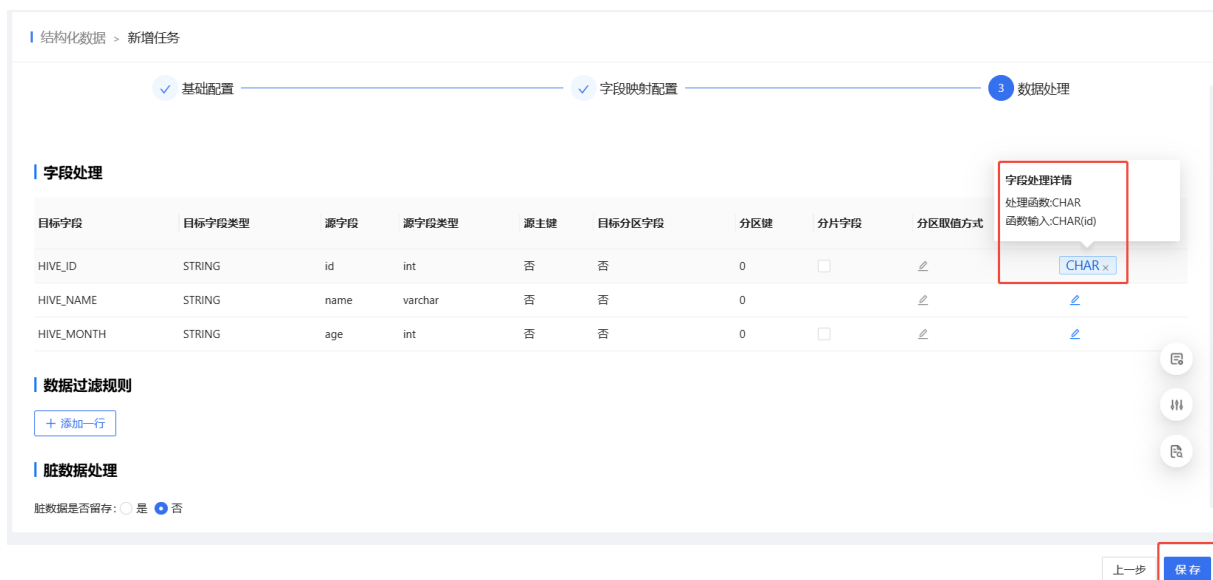 结构化数据 > 新增任务
基础配置 字段映射配置 3 数据处理
字段处理
字段处理详情
处理函数:CHAR
函数输入:CHAR(id)
目标字段 目标字段类型 源字段 源字段类型 源主键 目标分区字段 分区键 分片字段 分区取值方式
HIVE_ID STRING id int 否 否 0 CHAR ×
HIVE_NAME STRING name varchar 否 否 0
HIVE_MONTH STRING age int 否 否 0
数据过滤规则
+ 添加一行
脏数据处理
脏数据是否留存: 是 否
上一步 保存